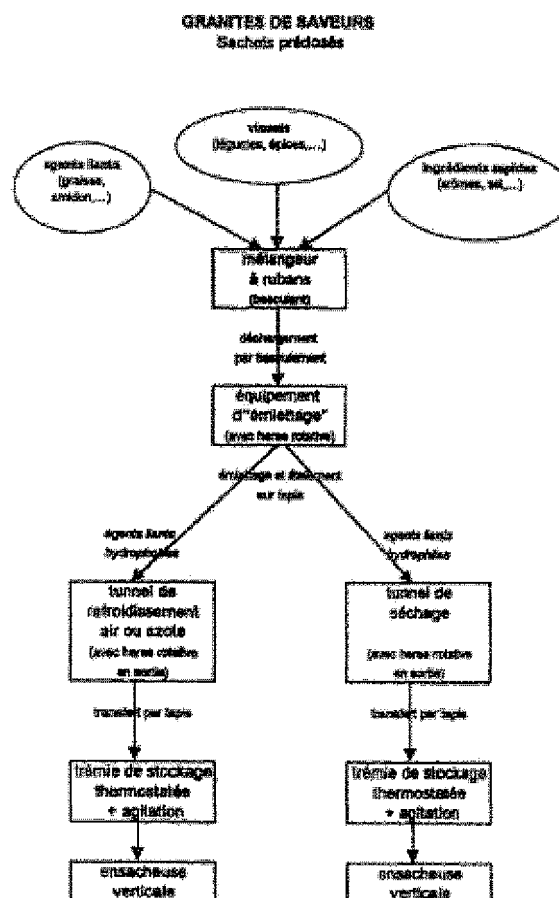 GRANITES DE SAVEURS
Sachets prédosés
visuels
(légumes, épices,...)
agents liants
(graisse,
amidon,...)
ingrédients sapides
(arômes, sel,...)
mélangeur
à rubans
(basculant)
déchargement
par basculement
équipement
d'"émiettage"
(avec herse rotative)
émiettage et étalement
sur tapis
agents liants
hydrophobes
agents liants
hydrophiles
tunnel de
refroidissement
air ou azote
(avec herse rotative
en sortie)
tunnel de
séchage
(avec herse rotative
en sortie)
transfert par tapis
transfert par tapis
trémie de stockage
thermostatée
+ agitation
trémie de stockage
thermostatée
+ agitation
ensacheuse
verticale
ensacheuse
verticale